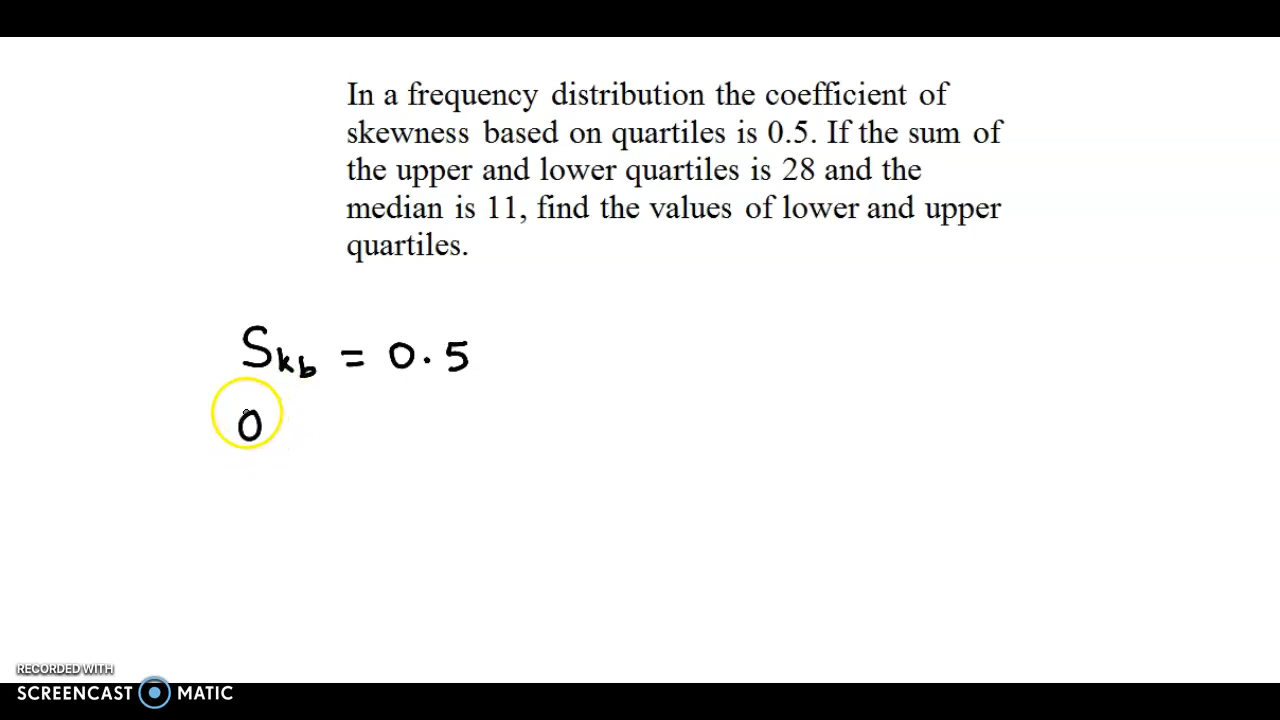 In a frequency distribution the coefficient of
skewness based on quartiles is 0.5. If the sum of
the upper and lower quartiles is 28 and the
median is 11, find the values of lower and upper
quartiles.
Skb = 0.5
0
RECORDED WITH
SCREENCAST MATIC